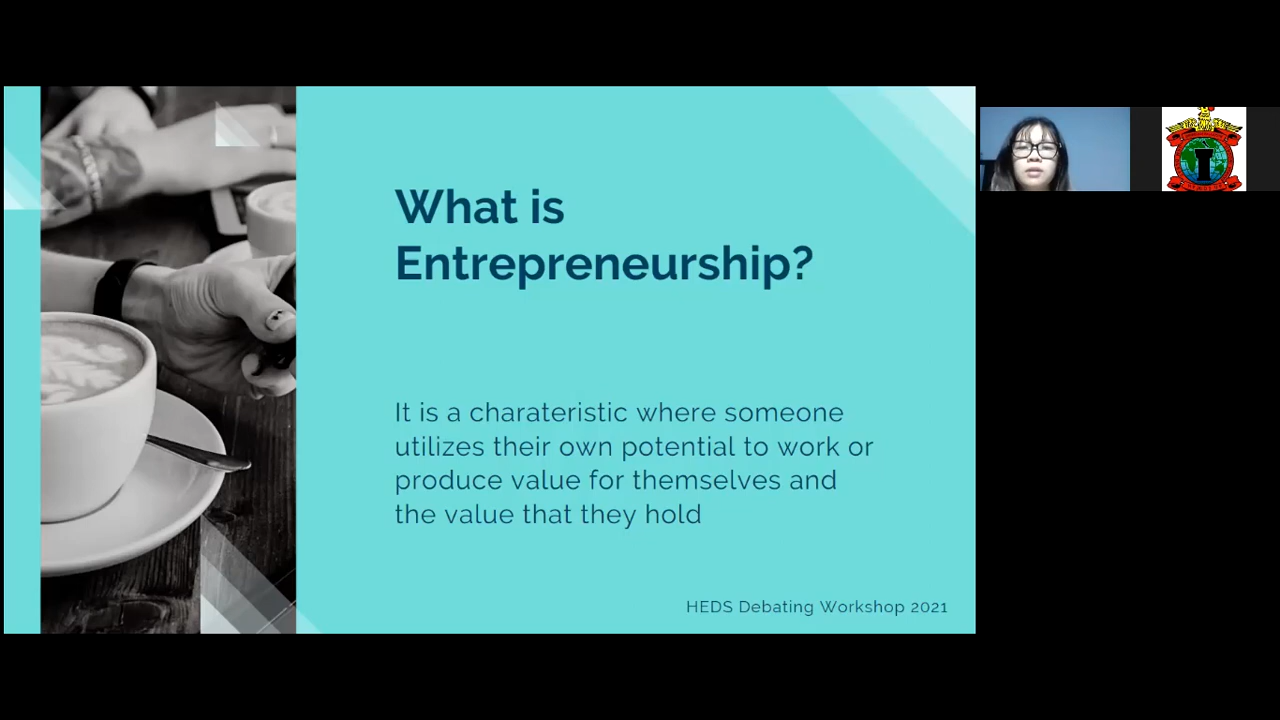 What is
Entrepreneurship?
It is a charateristic where someone
utilizes their own potential to work or
produce value for themselves and
the value that they hold
HEDS Debating Workshop 2021